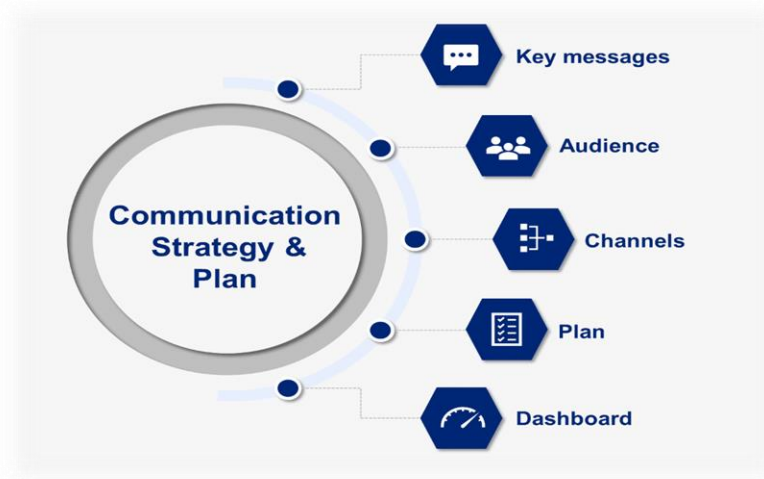 Key messages
Audience
Communication
Strategy &
Plan
Channels
Plan
Dashboard